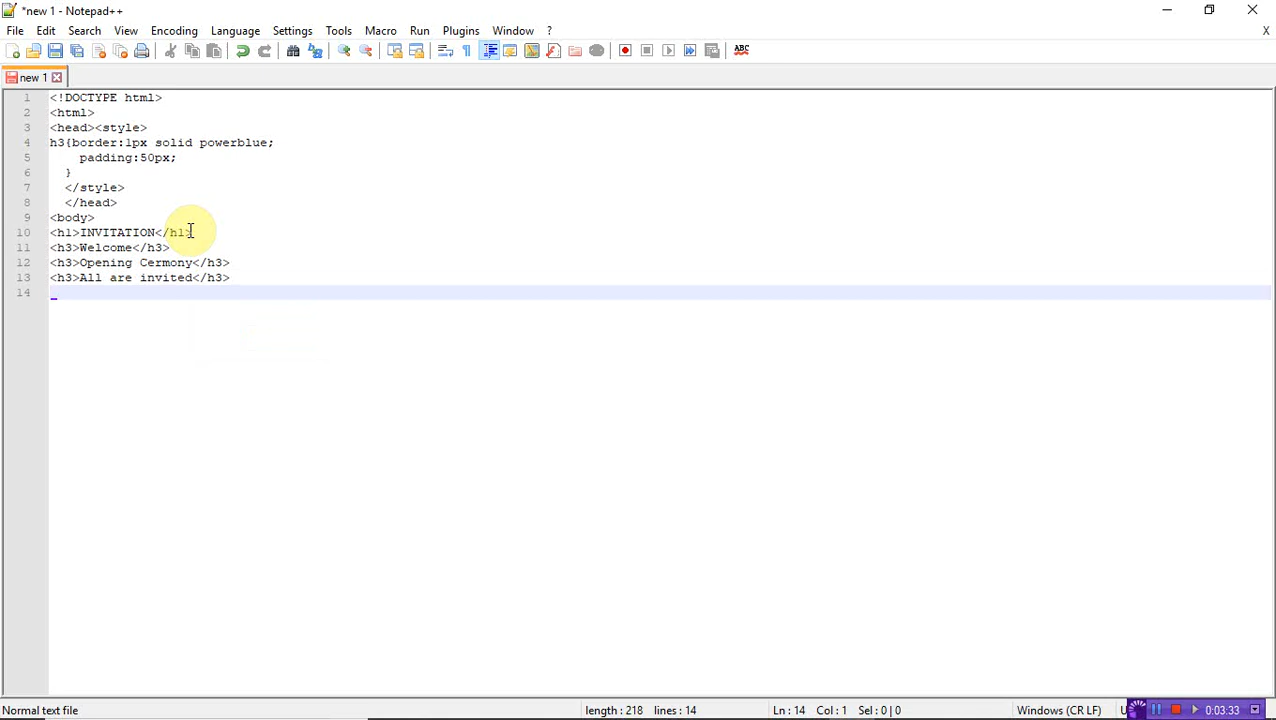 *new 1 - Notepad++
File Edit Search View Encoding Language Settings Tools Macro Run Plugins Window ? X
ABC
new 1
1 <!DOCTYPE html>
2 <html>
3 <head><style>
4 h3{border:1px solid powerblue;
5 padding:50px;
6 }
7 </style>
8 </head>
9 <body>
10 <h1>INVITATION</h1>
11 <h3>Welcome</h3>
12 <h3>Opening Cermony</h3>
13 <h3>All are invited</h3>
14
Normal text file length : 218 lines : 14 Ln : 14 Col : 1 Sel : 0 | 0 Windows (CR LF) 0:03:33